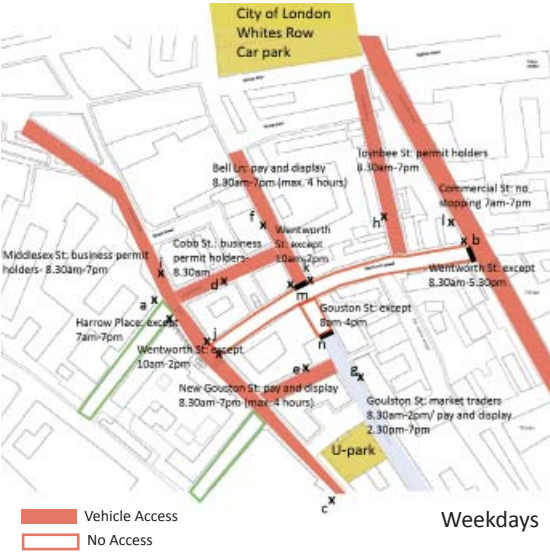 City of London
Whites Row
Car park
Bell Ln: pay and display
8.30am-7pm (max. 4 hours)
Toynbee St: permit holders
8.30am-7pm
Commercial St: no
stopping 7am-7pm
f
h
l
b
Wentworth
St: except
10am-2pm
Cobb St.: business
permit holders-
8.30am
Middlesex St: business permit
holders- 8.30am-7pm
i
d
k
m
Wentworth St: except
8.30am-5:30pm
a
Harrow Place: except
7am-7pm
Gouston St: except
8am-4pm
j
n
Wentworth St: except
10am-2pm
e
g
New Gouston St: pay and display
8.30am-7pm (max. 4 hours)
Goulston St: market traders
8.30am-2pm/ pay and display
2.30pm-7pm
U-park
c
Vehicle Access
No Access
Weekdays